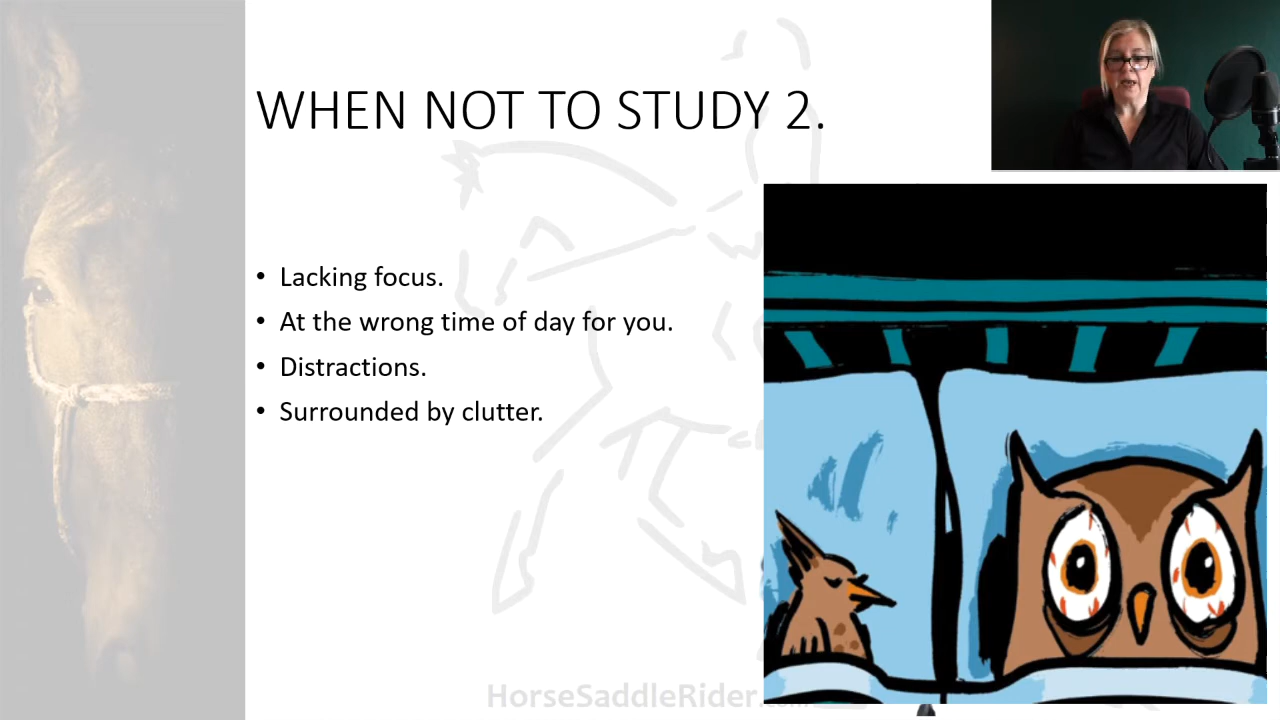 WHEN NOT TO STUDY 2.
• Lacking focus.
• At the wrong time of day for you.
• Distractions.
• Surrounded by clutter.
HorseSaddleRider.com